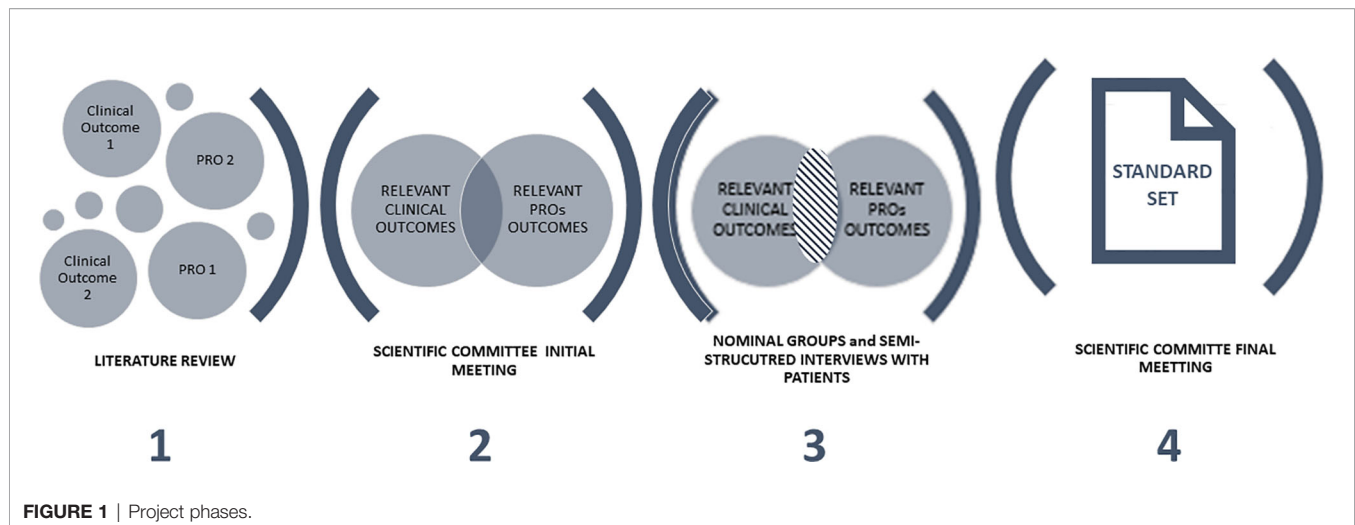 Clinical
Outcome
1
PRO 2
Clinical
Outcome
2
PRO 1
LITERATURE REVIEW
1
RELEVANT
CLINICAL
OUTCOMES
RELEVANT
PROs
OUTCOMES
SCIENTIFIC COMMITTEE INITIAL
MEETING
2
RELEVANT
CLINICAL
OUTCOMES
RELEVANT
PROs
OUTCOMES
NOMINAL GROUPS and SEMI-
STRUCUTRED INTERVIEWS WITH
PATIENTS
3
STANDARD
SET
SCIENTIFIC COMMITTE FINAL
MEETTING
4
FIGURE 1 | Project phases.